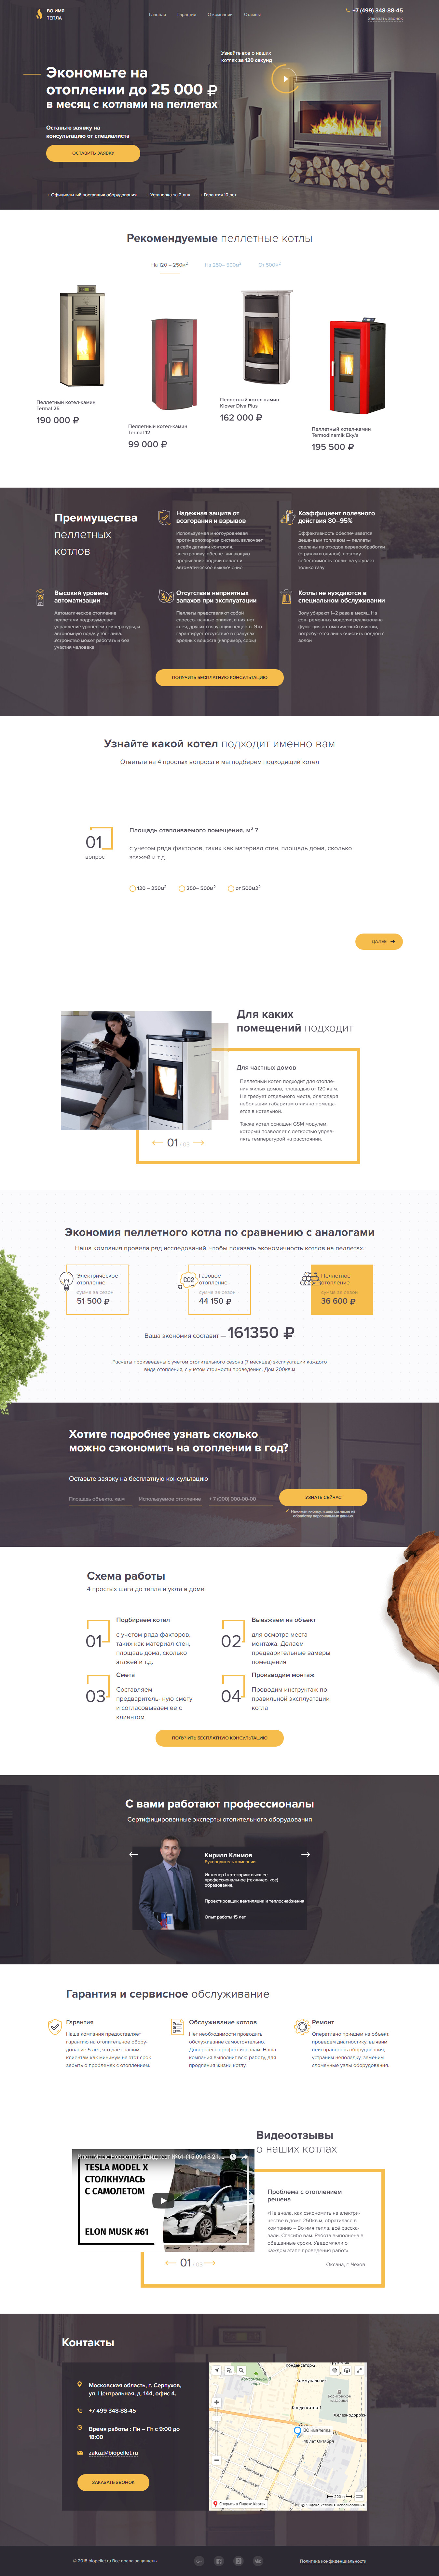 ВО ИМЯ
ТЕПЛА
Главная
Гарантия
О компании
Отзывы
+7 (499) 348-88-45
Заказать звонок
Узнайте все о наших
котлах за 120 секунд
Экономьте на
отоплении до 25 000 ₽
в месяц с котлами на пеллетах
Оставьте заявку на
консультацию от специалиста
ОСТАВИТЬ ЗАЯВКУ
• Официальный поставщик оборудования
• Установка за 2 дня
• Гарантия 10 лет
Рекомендуемые пеллетные котлы
На 120 – 250м2
На 250– 500м2
От 500м2
Пеллетный котел-камин
Termal 25
190 000 ₽
Пеллетный котел-камин
Termal 12
99 000 ₽
Пеллетный котел-камин
Klover Diva Plus
162 000 ₽
Пеллетный котел-камин
Termodinamik Eky/s
195 500 ₽
Преимущества
пеллетных
котлов
Надежная защита от
возгорания и взрывов
Используемая многоуровневая
проти- вопожарная система, включает
в себя датчики контроля,
электронику, обеспе- чивающую
прерывание подачи пеллет и
автоматическое выключение
Коэффициент полезного
действия 80–95%
Эффективность обеспечивается
деше- вым топливом — пеллеты
сделаны из отходов деревообработки
(стружки и опилок), поэтому
себестоимость топли- ва уступает
только газу
Высокий уровень
автоматизации
Автоматическое отопление
пеллетами подразумевает
управление уровнем температуры, и
автономную подачу топ- лива.
Устройство может работать и без
участия человека
Отсутствие неприятных
запахов при эксплуатации
Пеллеты представляют собой
спрессо- ванные опилки, в них нет
клея, других связующих веществ. Это
гарантирует отсутствие в гранулах
вредных веществ (например, серы)
Котлы не нуждаются в
специальном обслуживании
Золу убирают 1–2 раза в месяц. На
сов- ременных моделях реализована
функ- ция автоматической очистки,
потребу- ется лишь очистить поддон с
золой
ПОЛУЧИТЬ БЕСПЛАТНУЮ КОНСУЛЬТАЦИЮ
Узнайте какой котел подходит именно вам
Ответьте на 4 простых вопроса и мы подберем подходящий котел
01
вопрос
Площадь отапливаемого помещения, м2 ?
с учетом ряда факторов, таких как материал стен, площадь дома, сколько
этажей и т.д.
120 – 250м2
250– 500м2
от 500м22
ДАЛЕЕ
Для каких
помещений подходит
Для частных домов
Пеллетный котел подходит для отопле-
ния жилых домов, площадью от 120 кв.м.
Не требует отдельного места, благодаря
небольшим габаритам отлично помеща-
ется в котельной.
Также котел оснащен GSM модулем,
который позволяет с легкостью управ-
лять температурой на расстоянии.
01 / 03
Экономия пеллетного котла по сравнению с аналогами
Наша компания провела ряд исследований, чтобы показать экономичность котлов на пеллетах.
Электрическое
отопление
сумма за сезон
51 500 ₽
CO2
Газовое
отопление
сумма за сезон
44 150 ₽
Пеллетное
отопление
сумма за сезон
36 600 ₽
Ваша экономия составит — 161350 ₽
Расчеты произведены с учетом отопительного сезона (7 месяцев) эксплуатации каждого
вида отопления, с учетом стоимости проведения. Дом 200кв.м
Хотите подробнее узнать сколько
можно сэкономить на отоплении в год?
Оставьте заявку на бесплатную консультацию
Площадь объекта, кв.м
Используемое отопление
+ 7 (000) 000-00-00
УЗНАТЬ СЕЙЧАС
Нажимая кнопку, я даю согласие на
обработку персональных данных
Схема работы
4 простых шага до тепла и уюта в доме
01
Подбираем котел
с учетом ряда факторов,
таких как материал стен,
площадь дома, сколько
этажей и т.д.
02
Выезжаем на объект
для осмотра места
монтажа. Делаем
предварительные замеры
помещения
03
Смета
Составляем
предваритель- ную смету
и согласовываем ее с
клиентом
04
Производим монтаж
Проводим инструктаж по
правильной эксплуатации
котла
ПОЛУЧИТЬ БЕСПЛАТНУЮ КОНСУЛЬТАЦИЮ
С вами работают профессионалы
Сертифицированные эксперты отопительного оборудования
Кирилл Климов
Руководитель компании
Инженер I категории: высшее
профессиональное (техничес- кое)
образование.
Проектировщик вентиляции и теплоснабжения
Опыт работы 15 лет
Гарантия и сервисное обслуживание
Гарантия
Наша компания предоставляет
гарантию на отопительное обору-
дование 5 лет, что дает нашим
клиентам как минимум на этот срок
забыть о проблемах с отоплением.
Обслуживание котлов
Нет необходимости проводить
обслуживание самостоятельно.
Доверьтесь профессионалам. Наша
компания выполнит всю работу, для
продления жизни котлу.
Ремонт
Оперативно приедем на объект,
проведем диагностику, выявим
неисправность оборудования,
устраним неполадку, заменим
сломанные узлы оборудования.
Видеоотзывы
о наших котлах
TESLA MODEL X
СТОЛКНУЛАСЬ
С САМОЛЕТОМ
ELON MUSK #61
Проблема с отоплением
решена
«Не знала, как сэкономить на электри-
честве в доме 250кв.м, обратилась в
компанию – Во имя тепла, все расска-
зали. Спасибо вам. Работа выполнена в
обещанные сроки. Уведомляли о
каждом этапе проведения работ»
Оксана, г. Чехов
01 / 03
Контакты
Московская область, г. Серпухов,
ул. Центральная, д. 144, офис 4.
+7 499 348-88-45
Время работы : Пн – Пт с 9:00 до
18:00
zakaz@biopellet.ru
ЗАКАЗАТЬ ЗВОНОК
Конденсатор-2
Коммунальник
Конденсатор-1
Железнодорожн
ВО имя тепла
40 лет Октября
Открыть в Яндекс.Картах
© Яндекс Условия использования
© 2018 biopellet.ru Все права защищены
Политика конфиденциальности